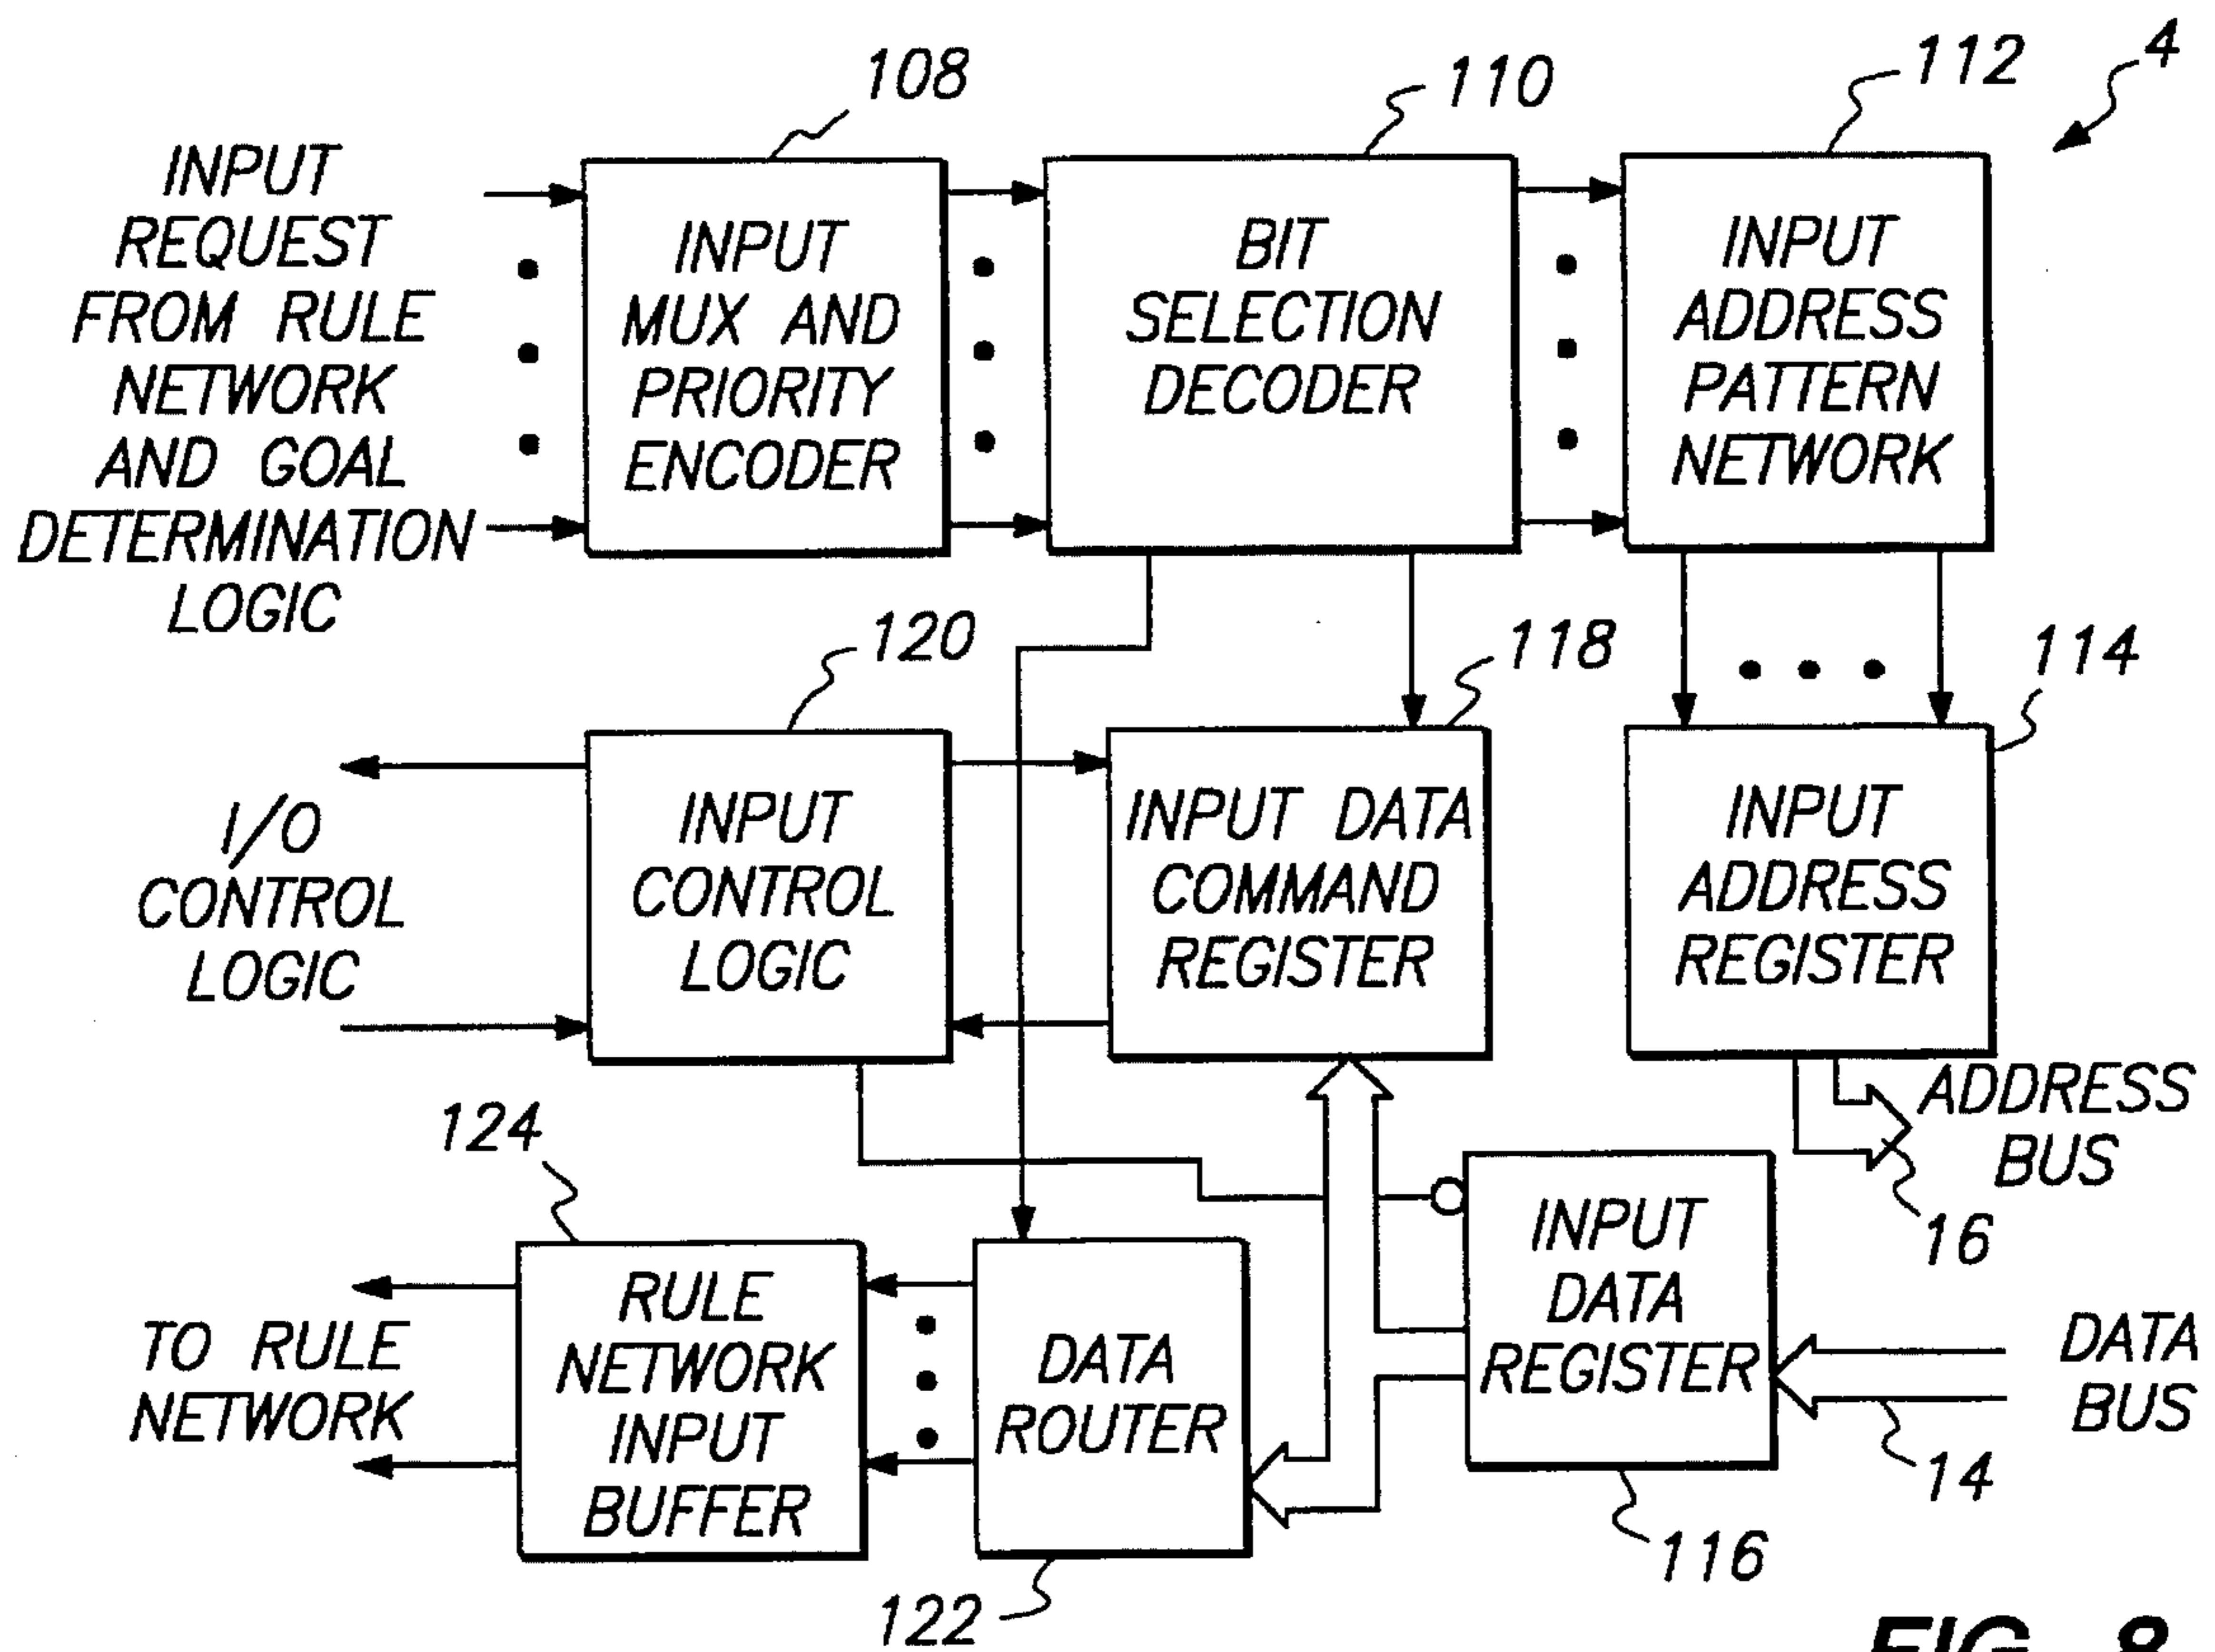 108
110
112
4
INPUT
REQUEST
FROM RULE
NETWORK
AND GOAL
DETERMINATION
LOGIC
INPUT
MUX AND
PRIORITY
ENCODER
BIT
SELECTION
DECODER
INPUT
ADDRESS
PATTERN
NETWORK
120
118
114
I/O
CONTROL
LOGIC
INPUT
CONTROL
LOGIC
INPUT DATA
COMMAND
REGISTER
INPUT
ADDRESS
REGISTER
ADDRESS
BUS
16
124
TO RULE
NETWORK
RULE
NETWORK
INPUT
BUFFER
DATA
ROUTER
INPUT
DATA
REGISTER
DATA
BUS
14
116
122
FIG. 8